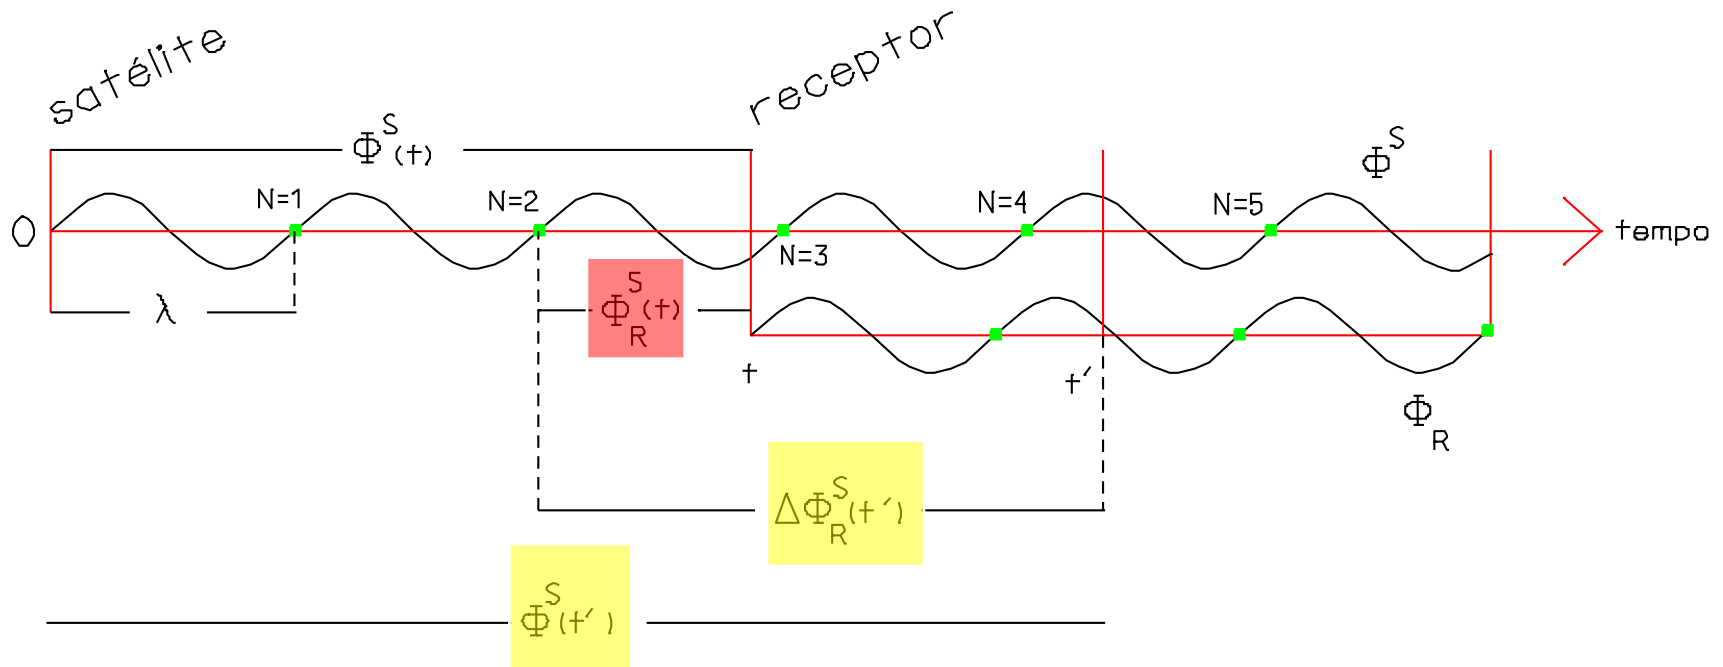 satélite
receptor
Φ^S(t)
Φ^S
N=1
N=2
N=4
N=5
0
tempo
N=3
λ
Φ^S_R(t)
t
t′
Φ_R
ΔΦ^S_R(t′)
Φ^S(t′)